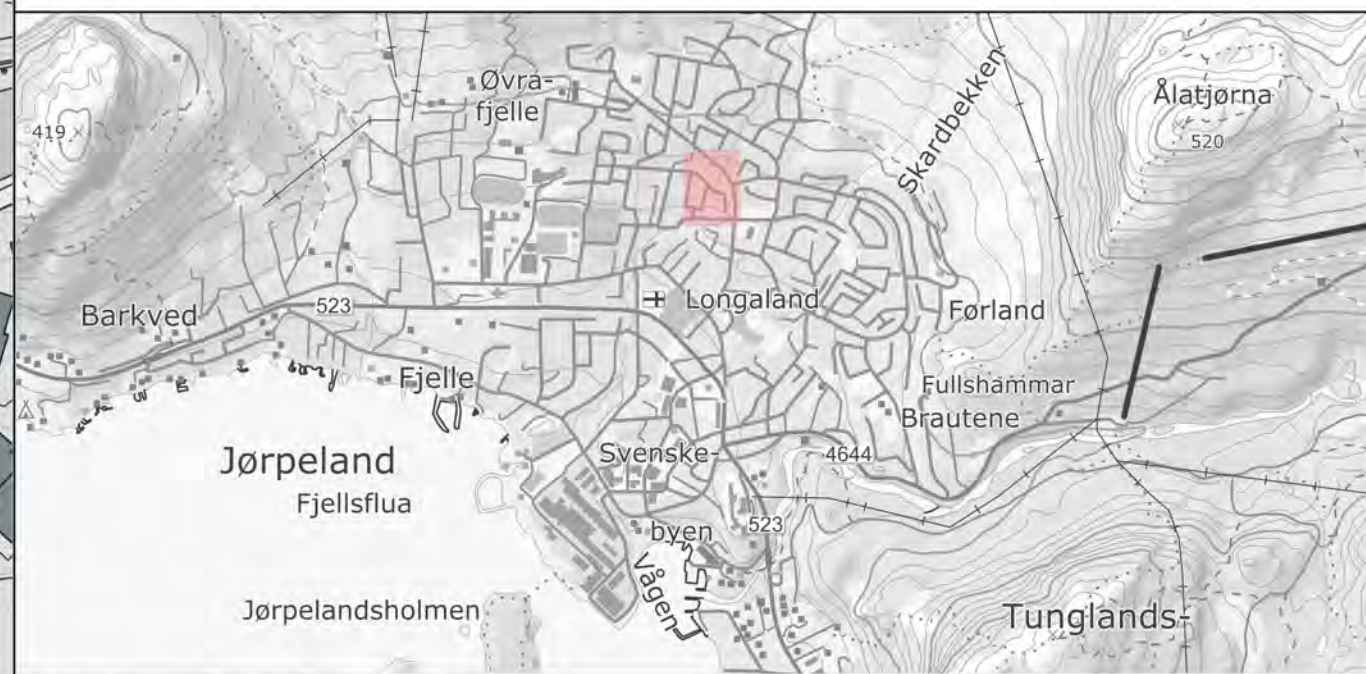 Øvra-
fjelle
Skardbekken
Ålatjørna
520
419
Barkved
523
Longaland
Førland
Fjelle
Fullshammar
Brautene
Jørpeland
Svenske-
4644
Fjellsflua
byen
523
Vågen
Jørpelandsholmen
Tunglands-